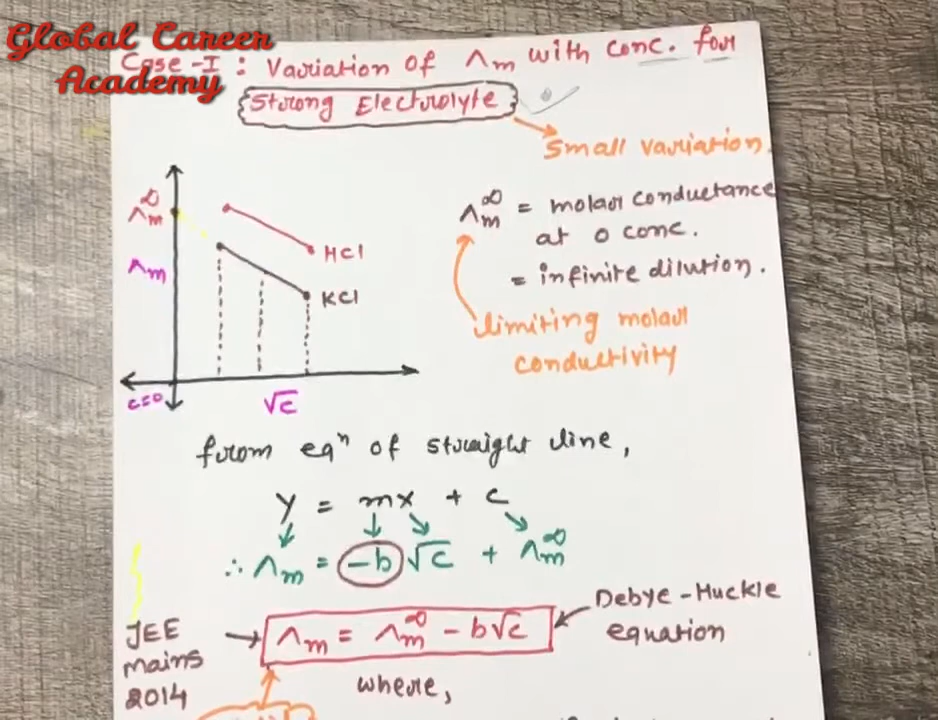 Global Career
Academy
Case-I : Variation of Λm with conc. for
Strong Electrolyte
Small variation.
Λm∞
Λm
HCl
KCl
c=0
√c
Λm∞ = molar conductance
at 0 conc.
= infinite dilution.
limiting molar
conductivity
from eqn of straight line,
y = mx + c
∴ Λm = -b √c + Λm∞
Debye-Huckle
equation
JEE
mains
2014
Λm = Λm∞ - b√c
where,